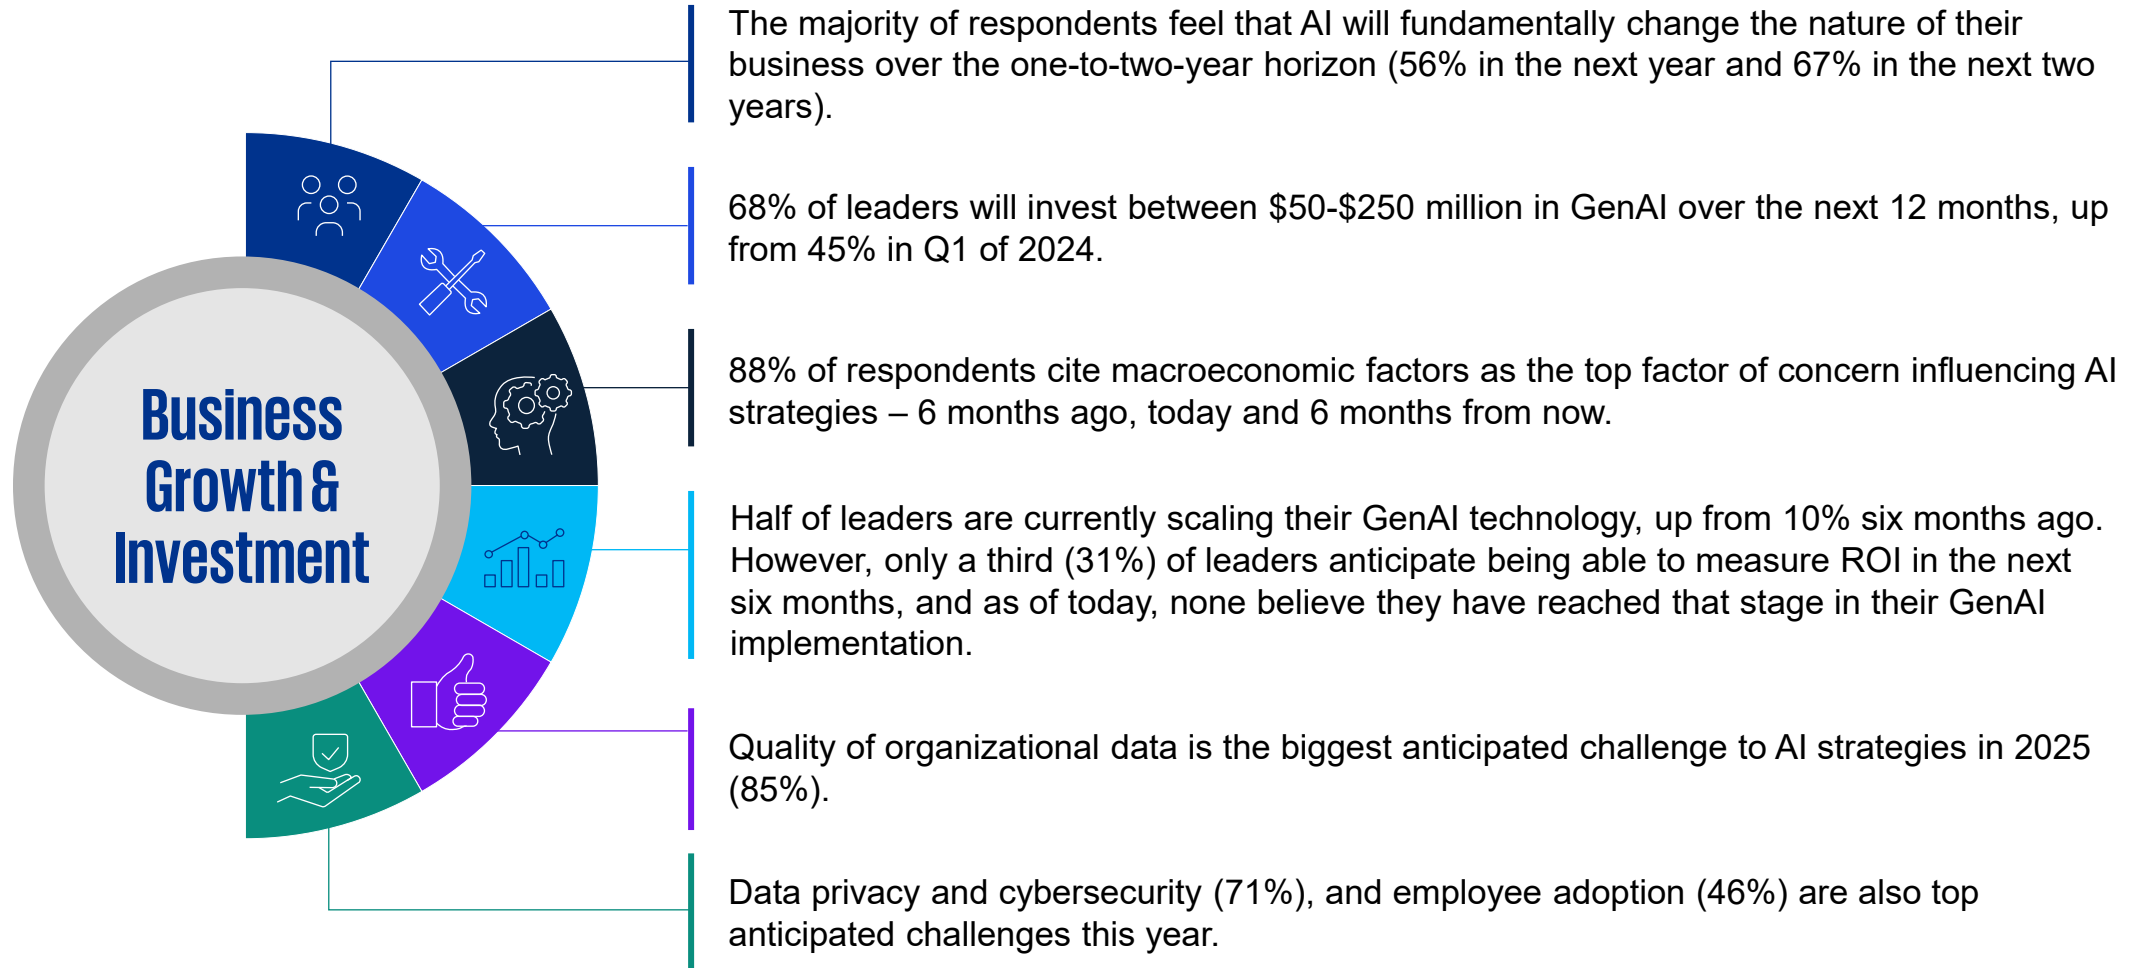 The majority of respondents feel that AI will fundamentally change the nature of their
business over the one-to-two-year horizon (56% in the next year and 67% in the next two
years).
68% of leaders will invest between $50-$250 million in GenAI over the next 12 months, up
from 45% in Q1 of 2024.
88% of respondents cite macroeconomic factors as the top factor of concern influencing AI
strategies – 6 months ago, today and 6 months from now.
Business
Growth &
Investment
Half of leaders are currently scaling their GenAI technology, up from 10% six months ago.
However, only a third (31%) of leaders anticipate being able to measure ROI in the next
six months, and as of today, none believe they have reached that stage in their GenAI
implementation.
Quality of organizational data is the biggest anticipated challenge to AI strategies in 2025
(85%).
Data privacy and cybersecurity (71%), and employee adoption (46%) are also top
anticipated challenges this year.